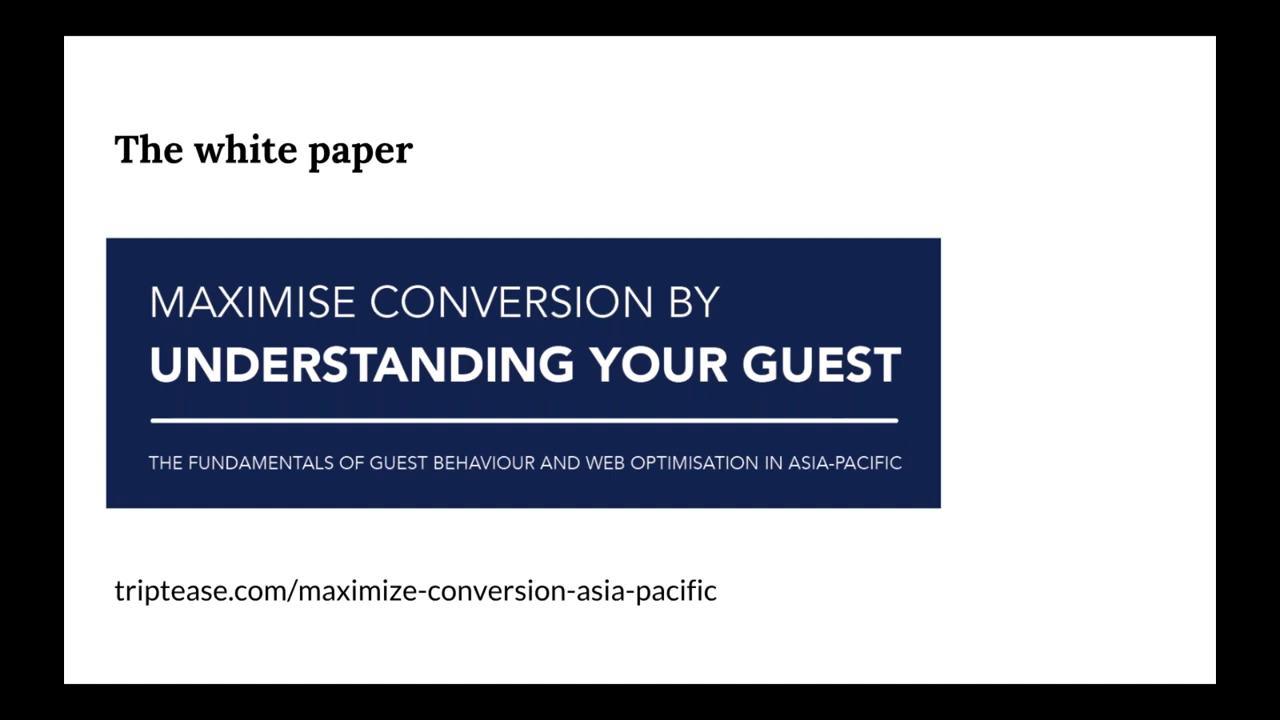 The white paper
MAXIMISE CONVERSION BY
UNDERSTANDING YOUR GUEST
THE FUNDAMENTALS OF GUEST BEHAVIOUR AND WEB OPTIMISATION IN ASIA-PACIFIC
triptease.com/maximize-conversion-asia-pacific